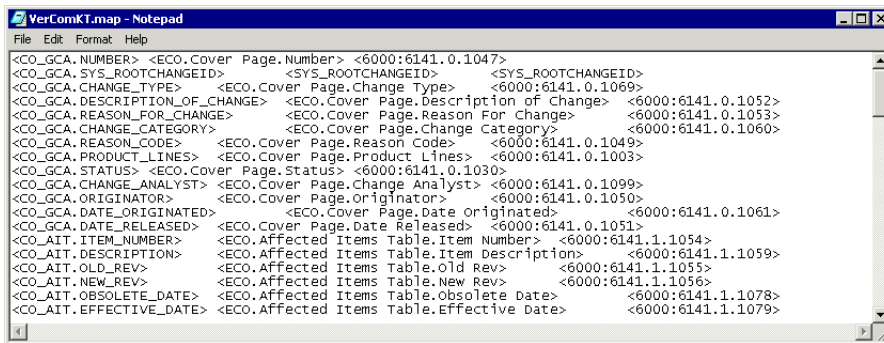 VerComKT.map - Notepad
File Edit Format Help
<CO_GCA.NUMBER> <ECO.Cover Page.Number> <6000:6141.0.1047>
<CO_GCA.SYS_ROOTCHANGEID> <SYS_ROOTCHANGEID> <SYS_ROOTCHANGEID>
<CO_GCA.CHANGE_TYPE> <ECO.Cover Page.Change Type> <6000:6141.0.1069>
<CO_GCA.DESCRIPTION_OF_CHANGE> <ECO.Cover Page.Description of Change> <6000:6141.0.1052>
<CO_GCA.REASON_FOR_CHANGE> <ECO.Cover Page.Reason For Change> <6000:6141.0.1053>
<CO_GCA.CHANGE_CATEGORY> <ECO.Cover Page.Change Category> <6000:6141.0.1060>
<CO_GCA.REASON_CODE> <ECO.Cover Page.Reason Code> <6000:6141.0.1049>
<CO_GCA.PRODUCT_LINES> <ECO.Cover Page.Product Lines> <6000:6141.0.1003>
<CO_GCA.STATUS> <ECO.Cover Page.Status> <6000:6141.0.1030>
<CO_GCA.CHANGE_ANALYST> <ECO.Cover Page.Change Analyst> <6000:6141.0.1099>
<CO_GCA.ORIGINATOR> <ECO.Cover Page.Originator> <6000:6141.0.1050>
<CO_GCA.DATE_ORIGINATED> <ECO.Cover Page.Date Originated> <6000:6141.0.1061>
<CO_GCA.DATE_RELEASED> <ECO.Cover Page.Date Released> <6000:6141.0.1051>
<CO_AIT.ITEM_NUMBER> <ECO.Affected Items Table.Item Number> <6000:6141.1.1054>
<CO_AIT.DESCRIPTION> <ECO.Affected Items Table.Item Description> <6000:6141.1.1059>
<CO_AIT.OLD_REV> <ECO.Affected Items Table.Old Rev> <6000:6141.1.1055>
<CO_AIT.NEW_REV> <ECO.Affected Items Table.New Rev> <6000:6141.1.1056>
<CO_AIT.OBSOLETE_DATE> <ECO.Affected Items Table.Obsolete Date> <6000:6141.1.1078>
<CO_AIT.EFFECTIVE_DATE> <ECO.Affected Items Table.Effective Date> <6000:6141.1.1079>